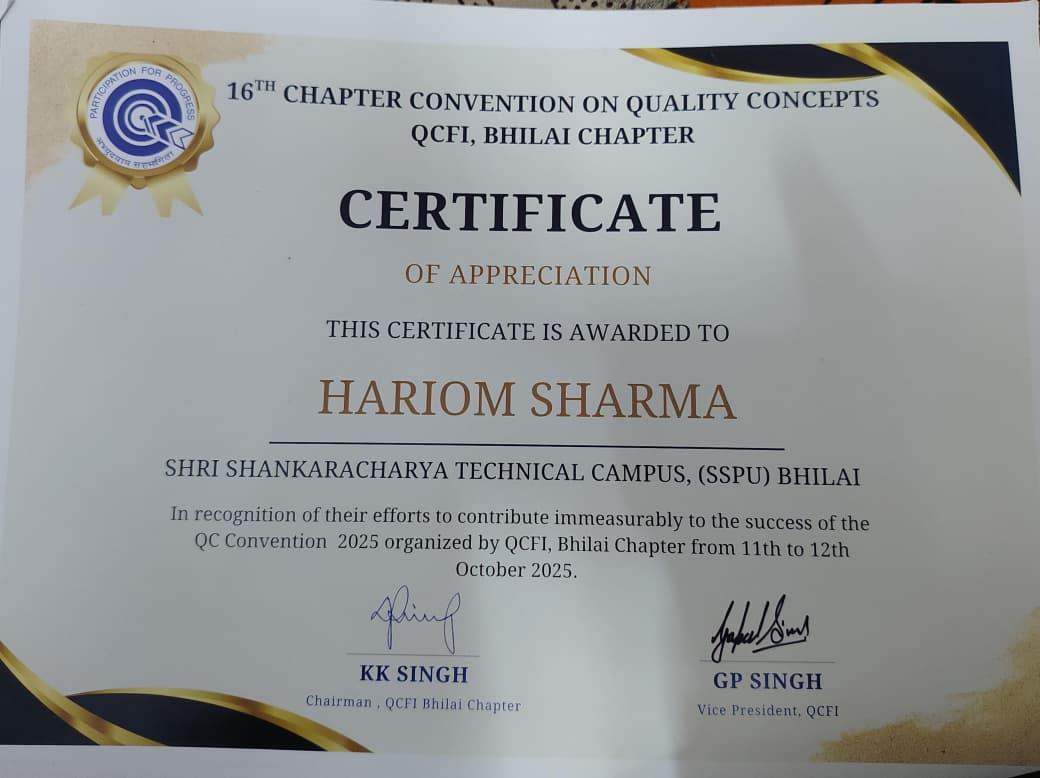 PARTICIPATION FOR PROGRESS
16TH CHAPTER CONVENTION ON QUALITY CONCEPTS
QCFI, BHILAI CHAPTER
CERTIFICATE
OF APPRECIATION
THIS CERTIFICATE IS AWARDED TO
HARIOM SHARMA
SHRI SHANKARACHARYA TECHNICAL CAMPUS, (SSPU) BHILAI
In recognition of their efforts to contribute immeasurably to the success of the
QC Convention 2025 organized by QCFI, Bhilai Chapter from 11th to 12th
October 2025.
KK SINGH
Chairman , QCFI Bhilai Chapter
GP SINGH
Vice President, QCFI